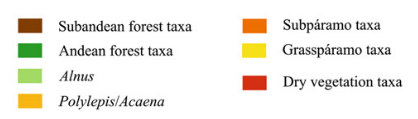 Subandean forest taxa
Andean forest taxa
Alnus
Polylepis/Acaena
Subpáramo taxa
Grasspáramo taxa
Dry vegetation taxa